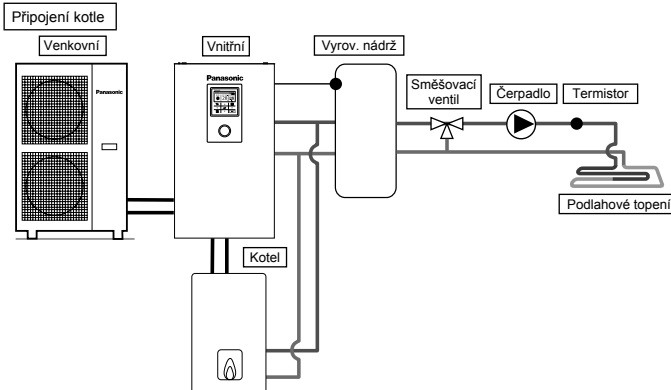 Připojení kotle
Venkovní
Vnitřní
Vyrov. nádrž
Směšovací
ventil
Čerpadlo
Termistor
Panasonic
Panasonic
Podlahové topení
Kotel